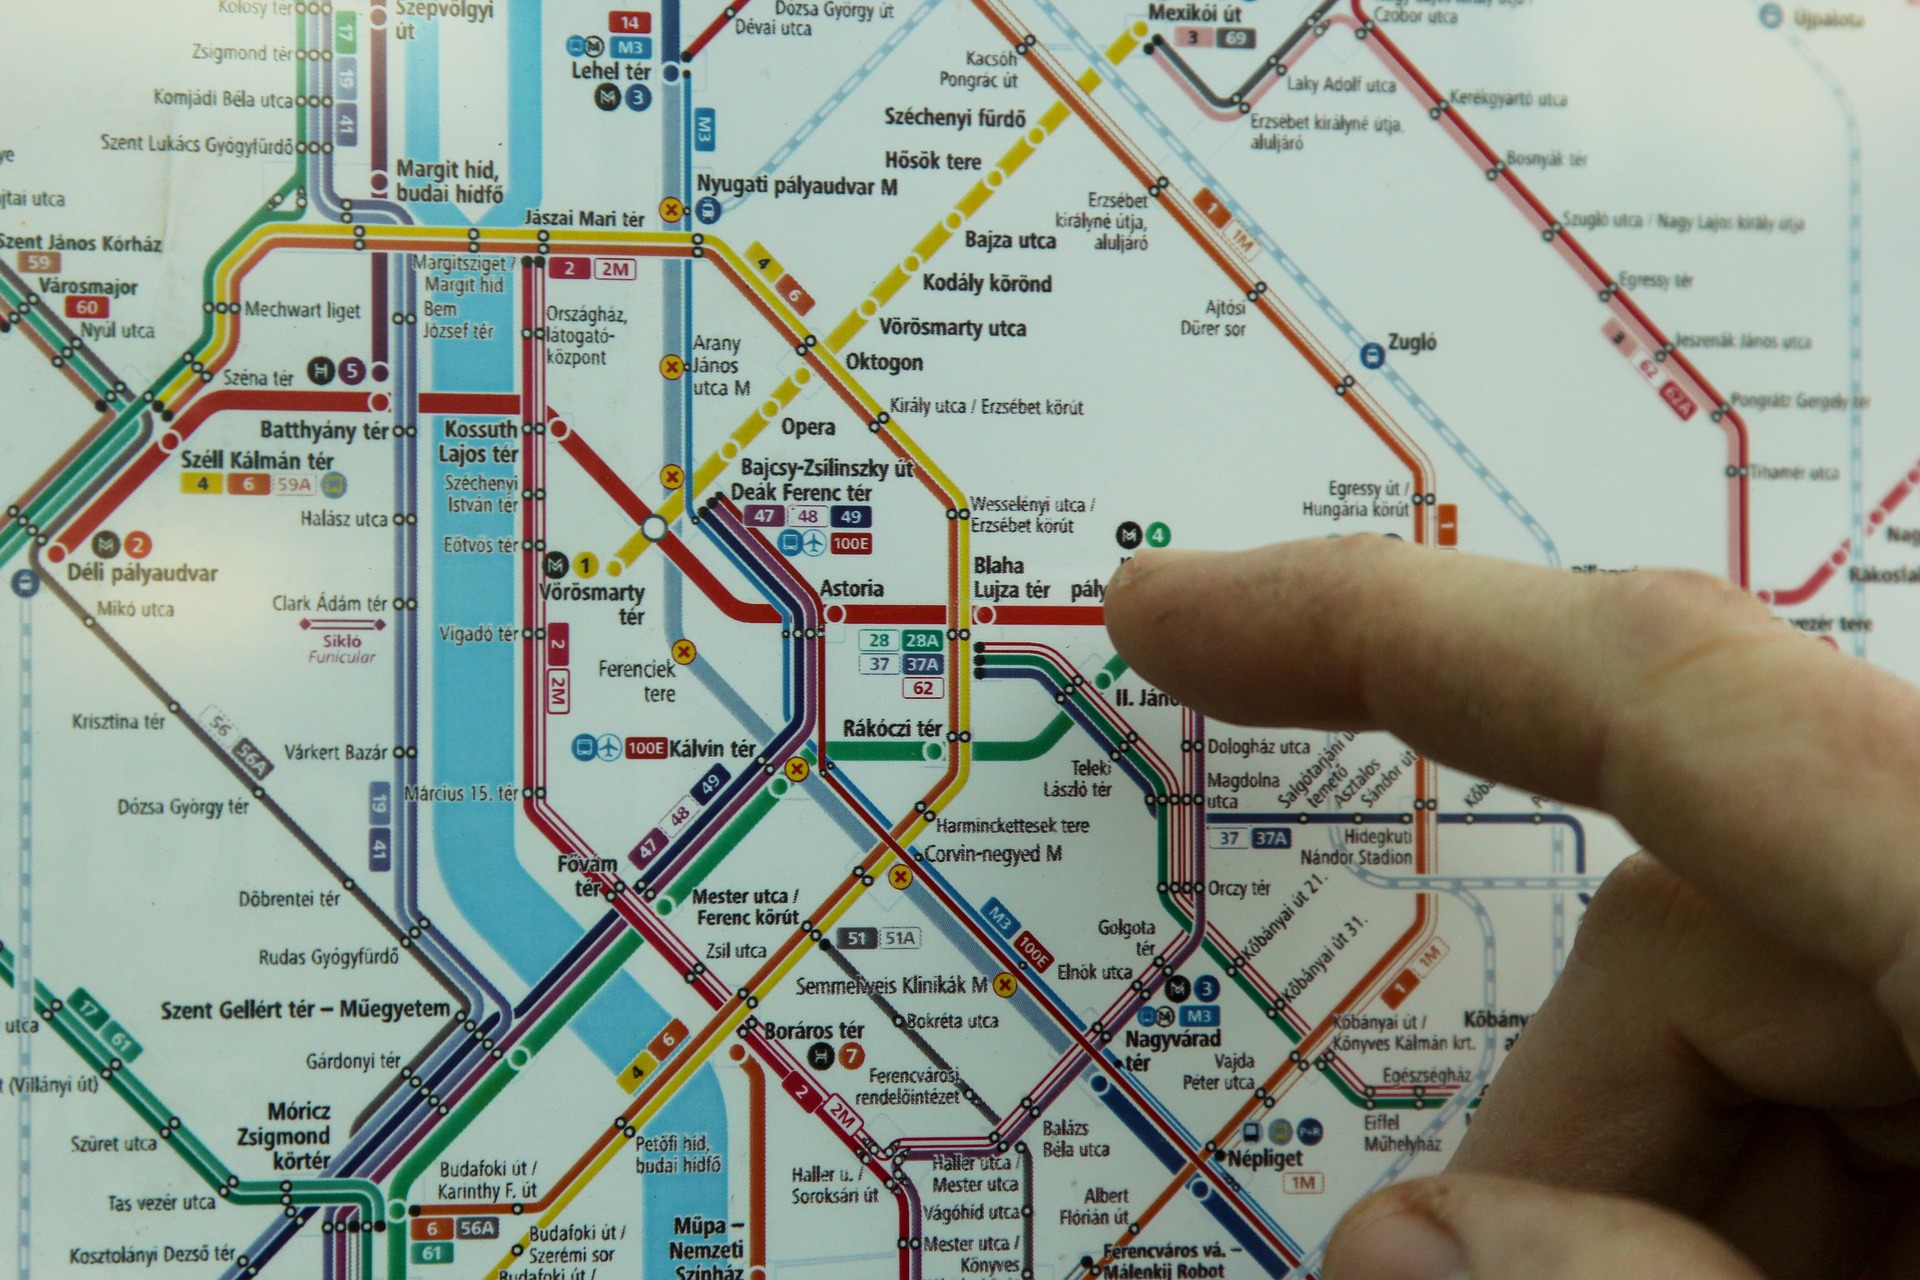 Kolosy tér
17
Szépvölgyi
út
Zsigmond tér
19
Komjádi Béla utca
41
Szent Lukács Gyógyfürdő
Margit híd,
budai hídfő
14
M3
Lehel tér
M 3
M3
Dózsa György út
Dévai utca
Mexikói út
3 69
Czobor utca
Újpalota
Kacsóh
Pongrác út
Laky Adolf utca
Kerékgyártó utca
Erzsébet királyné útja,
aluljáró
Bosnyák tér
Széchenyi fürdő
Hősök tere
Erzsébet
királyné útja,
aluljáró
1
1M
Szugló utca / Nagy Lajos király útja
Egressy tér
Nyugati pályaudvar M
Jászai Mari tér
Bajza utca
Kodály körönd
Vörösmarty utca
Oktogon
Ajtósi
Dürer sor
Zugló
3
62
62A
Jeszenák János utca
Pongrátz Gergely tér
Tihamér utca
Szent János Kórház
59
Városmajor
60
Nyúl utca
Mechwart liget
Margitsziget /
Margit híd
2 2M
Bem
József tér
Országház,
látogató-
központ
4
6
Arany
János
utca M
Széna tér
H 5
Batthyány tér
Kossuth
Lajos tér
Király utca / Erzsébet körút
Opera
Széll Kálmán tér
4 6 59A
Széchenyi
István tér
Bajcsy-Zsilinszky út
Deák Ferenc tér
47 48 49
100E
Halász utca
Eötvös tér
M 2
Déli pályaudvar
M 1
Vörösmarty
tér
Wesselényi utca /
Erzsébet körút
Egressy út /
Hungária körút
1
M 4
Blaha
Lujza tér
Astoria
Mikó utca
Clark Ádám tér
Sikló
Funicular
Vigadó tér
2
2M
Ferenciek
tere
28 28A
37 37A
62
II. Jáno
Krisztina tér
56
56A
Várkert Bazár
100E Kálvin tér
Rákóczi tér
Dologház utca
Teleki
László tér
Magdolna
utca
Salgótarjáni u
temető
Asztalos
Sándor út
37 37A
Hidegkuti
Nándor Stadion
Dózsa György tér
19
41
Március 15. tér
47
48
49
Harminckettesek tere
Corvin-negyed M
Orczy tér
Fővám
tér
Döbrentei tér
Mester utca /
Ferenc körút
51 51A
M3
100E
Golgota
tér
Kőbányai út 21.
Kőbányai út 31.
Rudas Gyógyfürdő
Zsil utca
Semmelweis Klinikák M
Elnök utca
M 3
M3
1
1M
Szent Gellért tér – Műegyetem
17
61
utca
Boráros tér
H 7
Bokréta utca
Nagyvárad
tér
Kőbányai út /
Könyves Kálmán krt.
Gárdonyi tér
4
6
(Villányi út)
Ferencvárosi
rendelőintézet
Vajda
Péter utca
Egészségház
Móricz
Zsigmond
körtér
2
2M
Petőfi híd,
budai hídfő
Balázs
Béla utca
Eiffel
Műhelyház
P+R
Népliget
1M
Szüret utca
Budafoki út /
Karinthy F. út
Haller u. /
Soroksári út
Haller utca /
Mester utca
Albert
Flórián út
Tas vezér utca
6 56A
61
Budafoki út /
Szerémi sor
Budafoki út /
Vágóhíd utca
Mester utca /
Könyves
Müpa –
Nemzeti
Színház
Ferencváros vá. –
Málenkij Robot
Kosztolányi Dezső tér